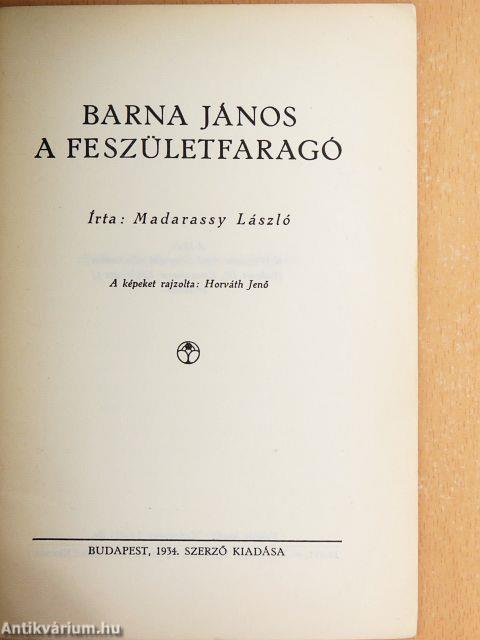 BARNA JÁNOS
A FESZÜLETFARAGÓ
Írta: Madarassy László
A képeket rajzolta: Horváth Jenő
BUDAPEST, 1934. SZERZŐ KIADÁSA
Antikvárium.hu